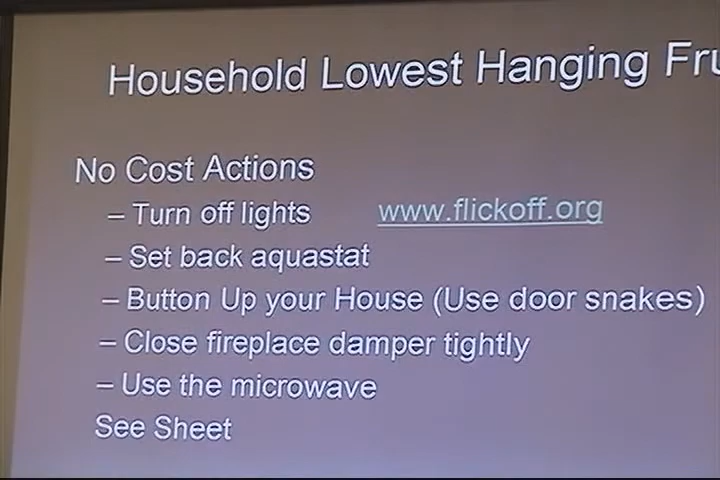 Household Lowest Hanging Fru
No Cost Actions
– Turn off lights www.flickoff.org
– Set back aquastat
– Button Up your House (Use door snakes)
– Close fireplace damper tightly
– Use the microwave
See Sheet